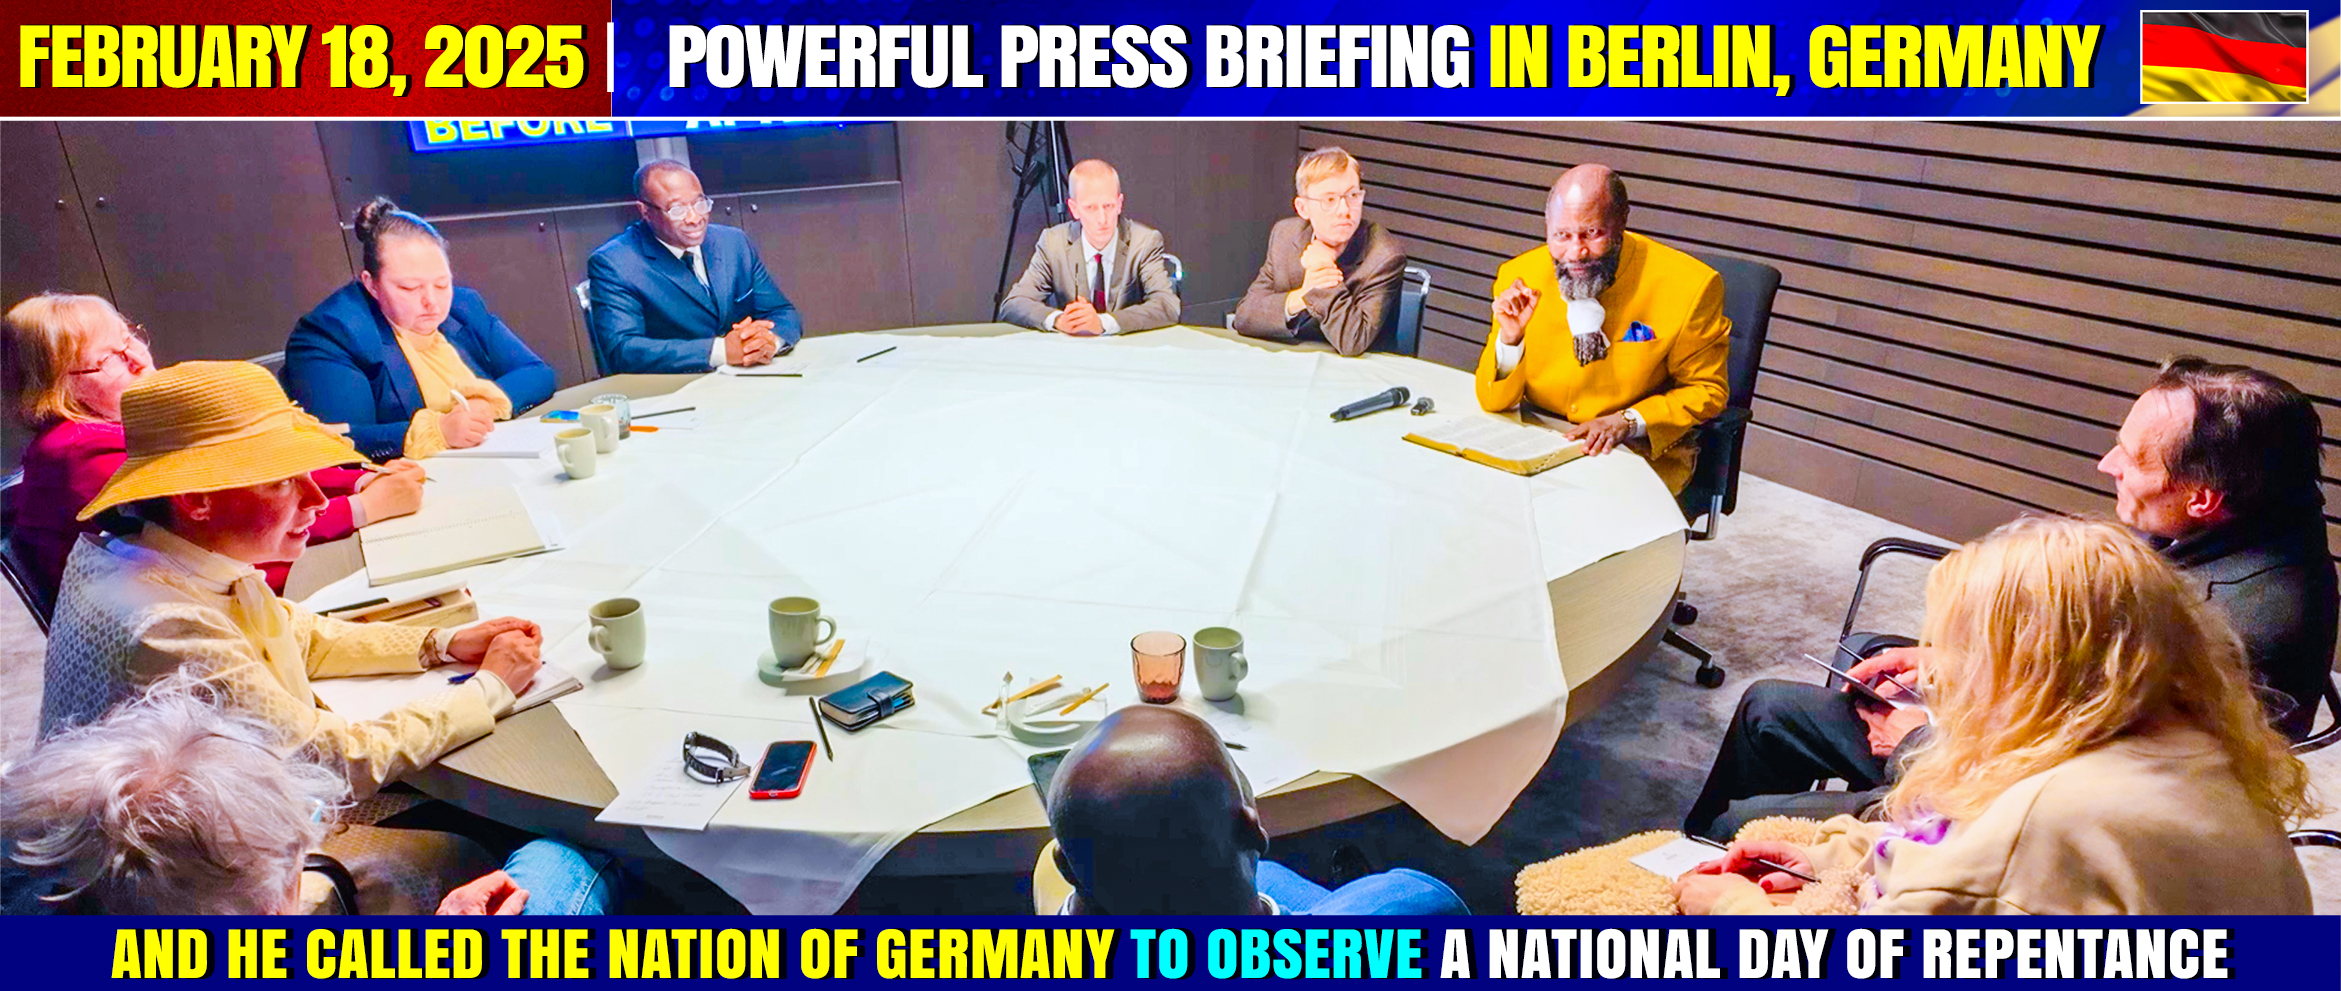 FEBRUARY 18, 2025 | POWERFUL PRESS BRIEFING IN BERLIN, GERMANY
BEFORE
AND HE CALLED THE NATION OF GERMANY TO OBSERVE A NATIONAL DAY OF REPENTANCE